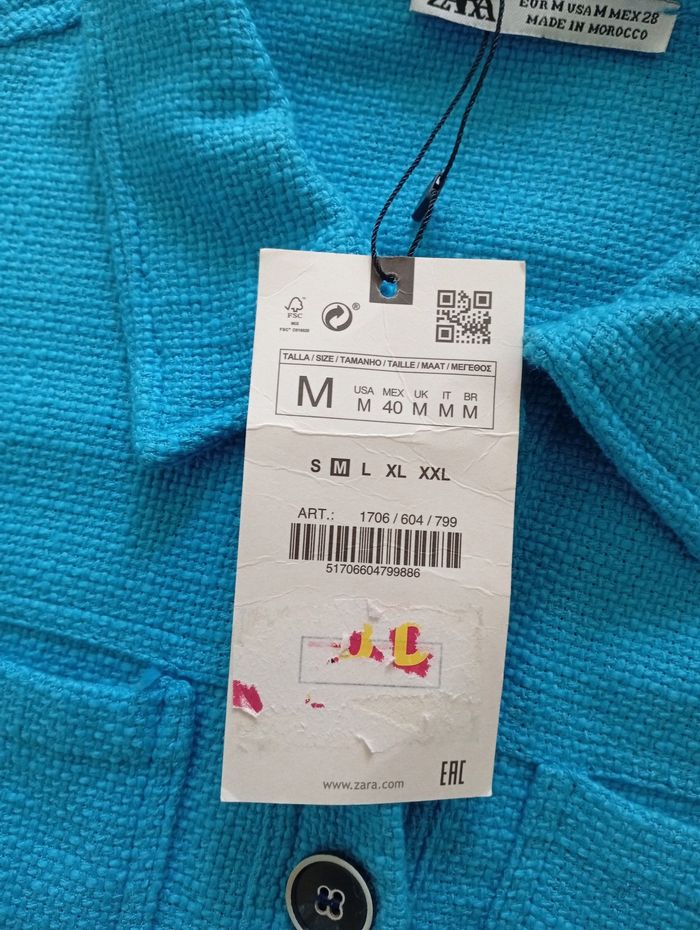 ZARA
EUR M USA M MEX 28
MADE IN MOROCCO
FSC
MIX
®
TALLA / SIZE / TAMANHO / TAILLE / MAAT / ΜΕΓΕΘΟΣ
M
USA MEX UK IT BR
M 40 M M M
S M L XL XXL
ART.: 1706 / 604 / 799
51706604799886
www.zara.com
EAC